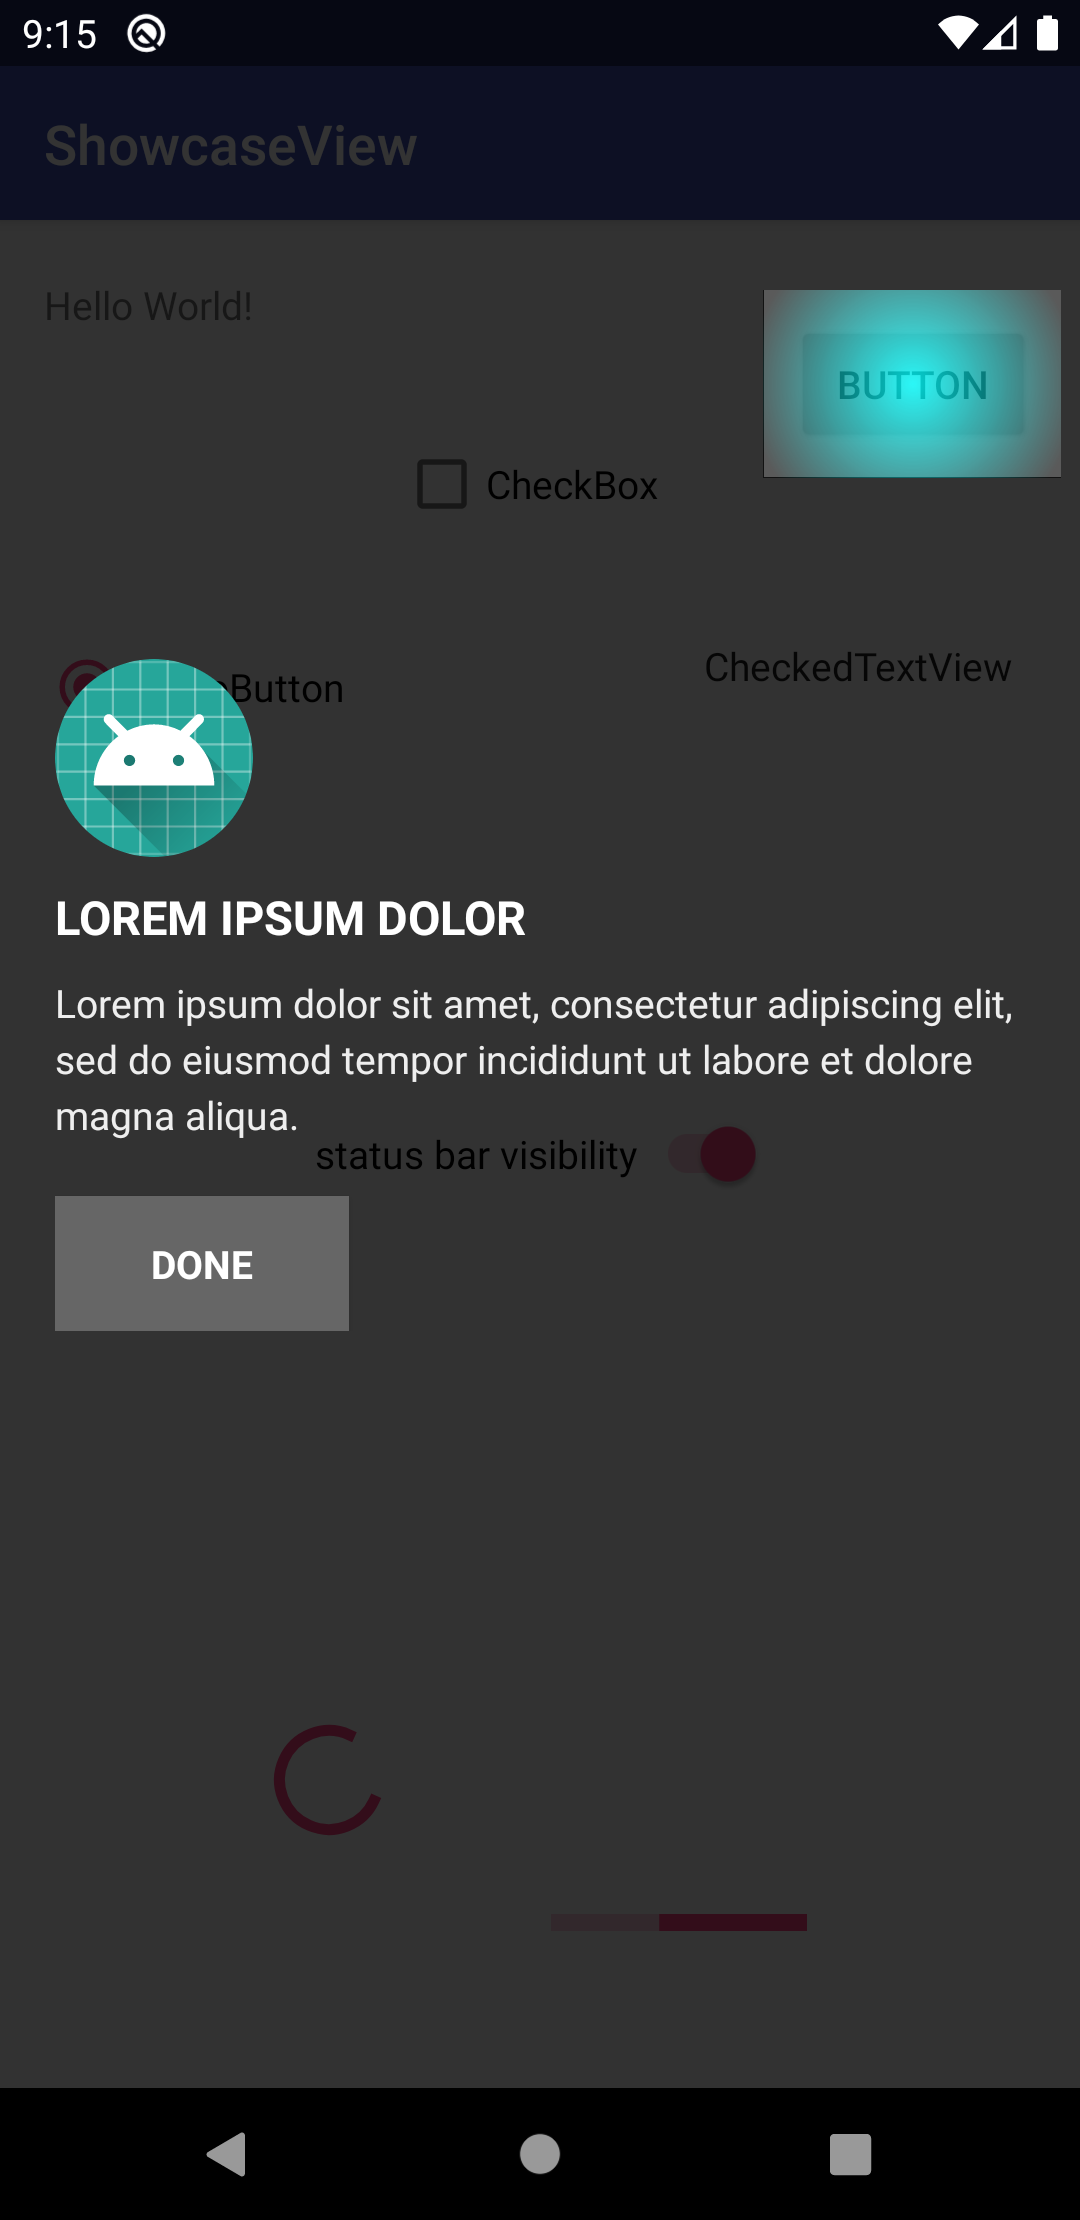 9:15
ShowcaseView
Hello World!
BUTTON
CheckBox
CheckedTextView
Button
LOREM IPSUM DOLOR
Lorem ipsum dolor sit amet, consectetur adipiscing elit,
sed do eiusmod tempor incididunt ut labore et dolore
magna aliqua.
status bar visibility
DONE